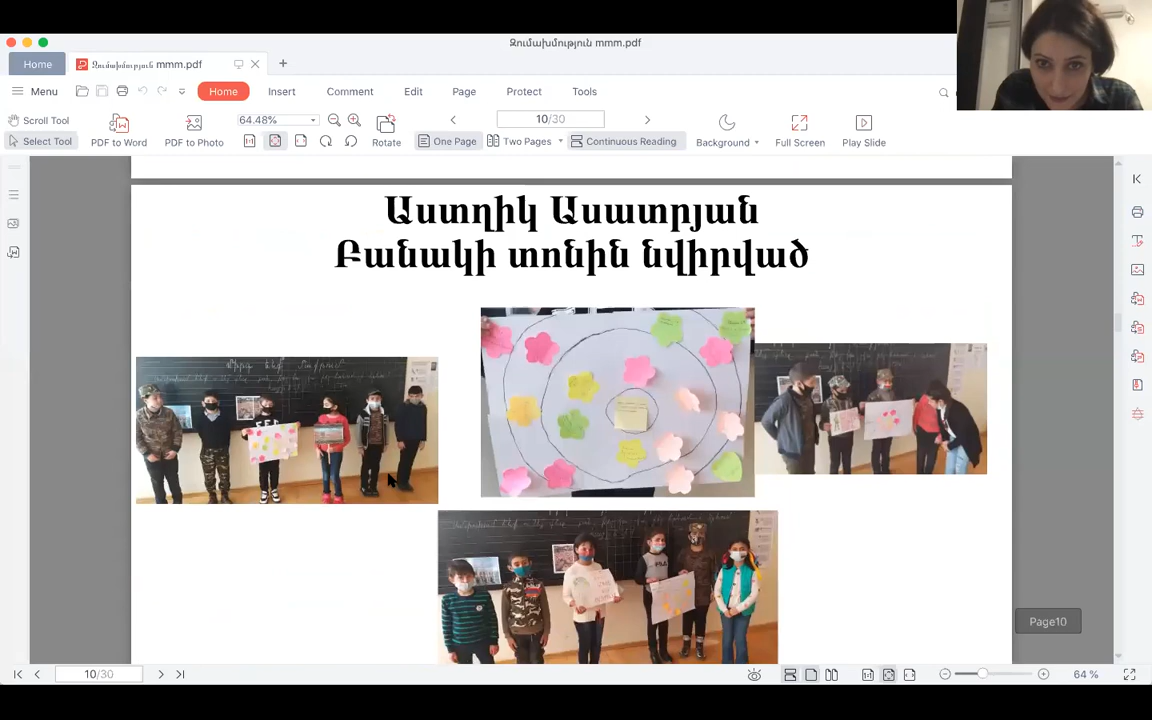 Զումախմություն mmm.pdf
Home
Զումախմություն mmm.pdf
Menu
Home
Insert
Comment
Edit
Page
Protect
Tools
Scroll Tool
Select Tool
PDF to Word
PDF to Photo
64.48%
Rotate
10/30
One Page
Two Pages
Continuous Reading
Background
Full Screen
Play Slide
Աստղիկ Ասատրյան
Բանակի տոնին նվիրված
Page10
10/30
64 %